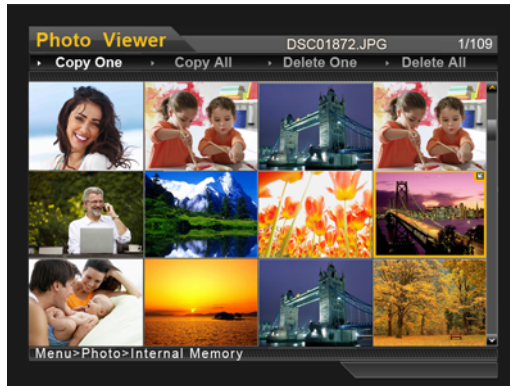 Photo Viewer DSC01872.JPG 1/109
Copy One Copy All Delete One Delete All
Menu>Photo>Internal Memory